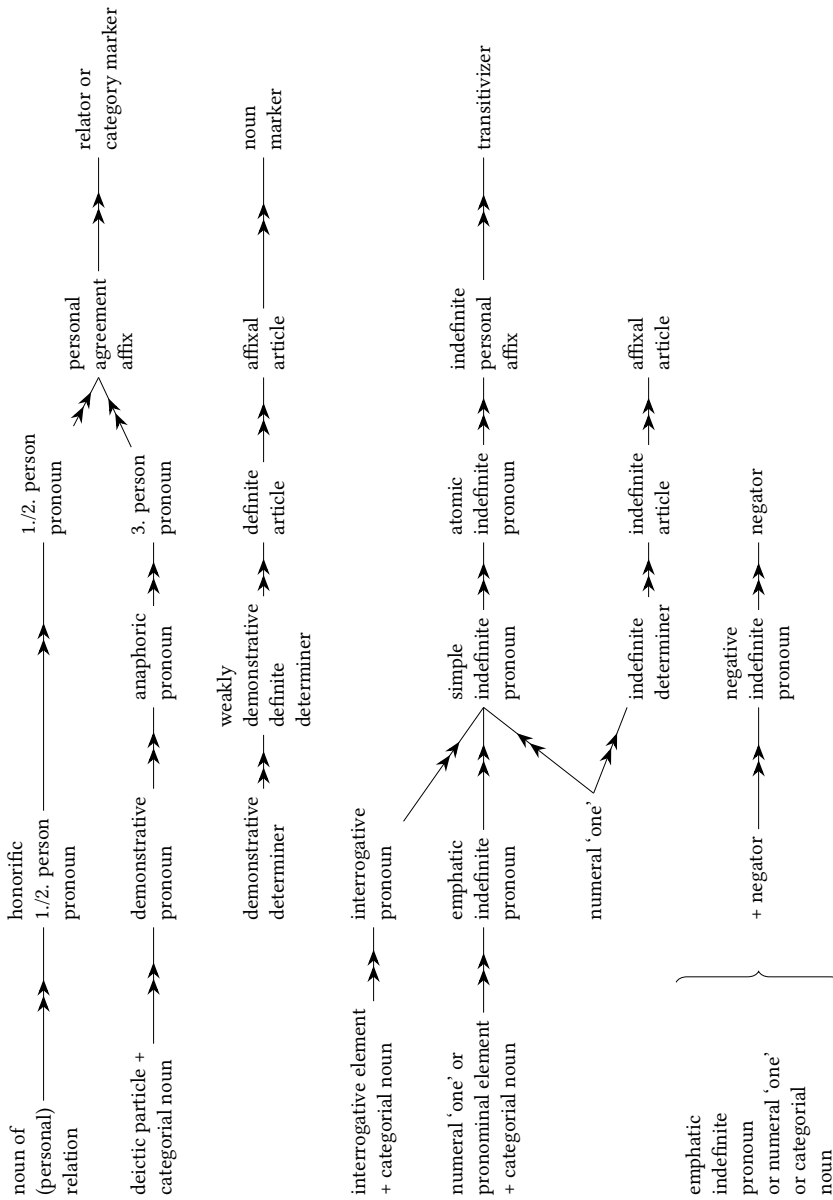 noun of
(personal)
relation
honorific
1./2. person
pronoun
1./2. person
pronoun
deictic particle +
categorial noun
demonstrative
pronoun
anaphoric
pronoun
3. person
pronoun
personal
agreement
affix
relator or
category marker
demonstrative
determiner
weakly
demonstrative
definite
determiner
definite
article
affixal
article
noun
marker
interrogative element
+ categorial noun
interrogative
pronoun
numeral ‘one’ or
pronominal element
+ categorial noun
emphatic
indefinite
pronoun
simple
indefinite
pronoun
atomic
indefinite
pronoun
indefinite
personal
affix
transitivizer
numeral ‘one’
indefinite
determiner
indefinite
article
affixal
article
emphatic
indefinite
pronoun
or numeral ‘one’
or categorial
noun
+ negator
negative
indefinite
pronoun
negator